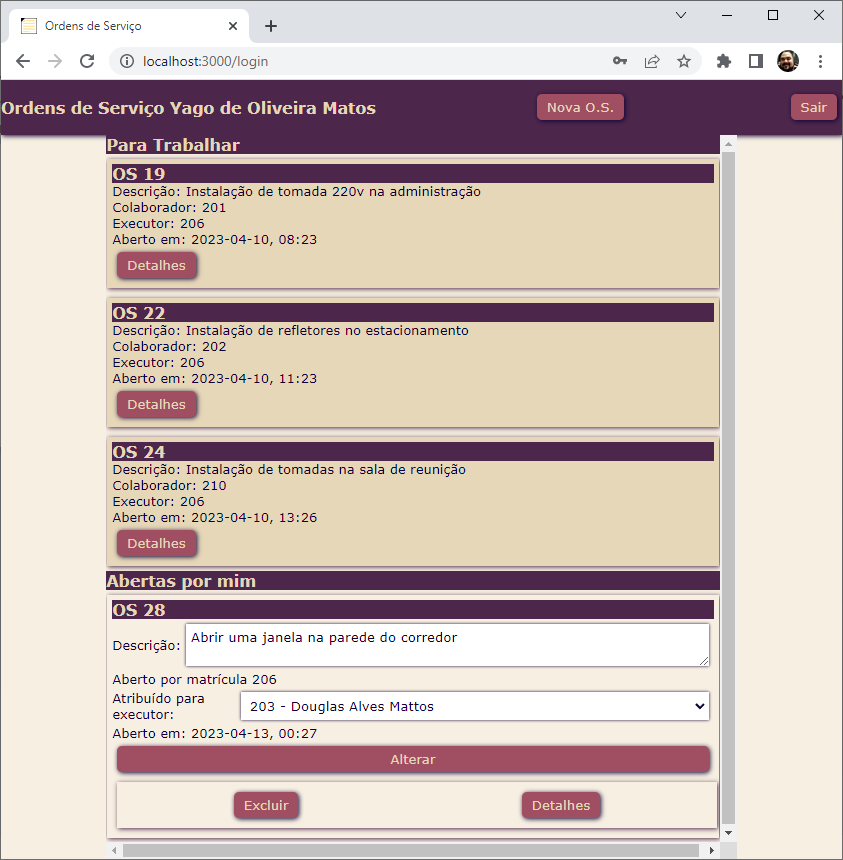 Ordens de Serviço
localhost:3000/login
Ordens de Serviço Yago de Oliveira Matos
Nova O.S.
Sair
Para Trabalhar
OS 19
Descrição: Instalação de tomada 220v na administração
Colaborador: 201
Executor: 206
Aberto em: 2023-04-10, 08:23
Detalhes
OS 22
Descrição: Instalação de refletores no estacionamento
Colaborador: 202
Executor: 206
Aberto em: 2023-04-10, 11:23
Detalhes
OS 24
Descrição: Instalação de tomadas na sala de reunição
Colaborador: 210
Executor: 206
Aberto em: 2023-04-10, 13:26
Detalhes
Abertas por mim
OS 28
Descrição: Abrir uma janela na parede do corredor
Aberto por matrícula 206
Atribuído para
executor:
203 - Douglas Alves Mattos
Aberto em: 2023-04-13, 00:27
Alterar
Excluir
Detalhes